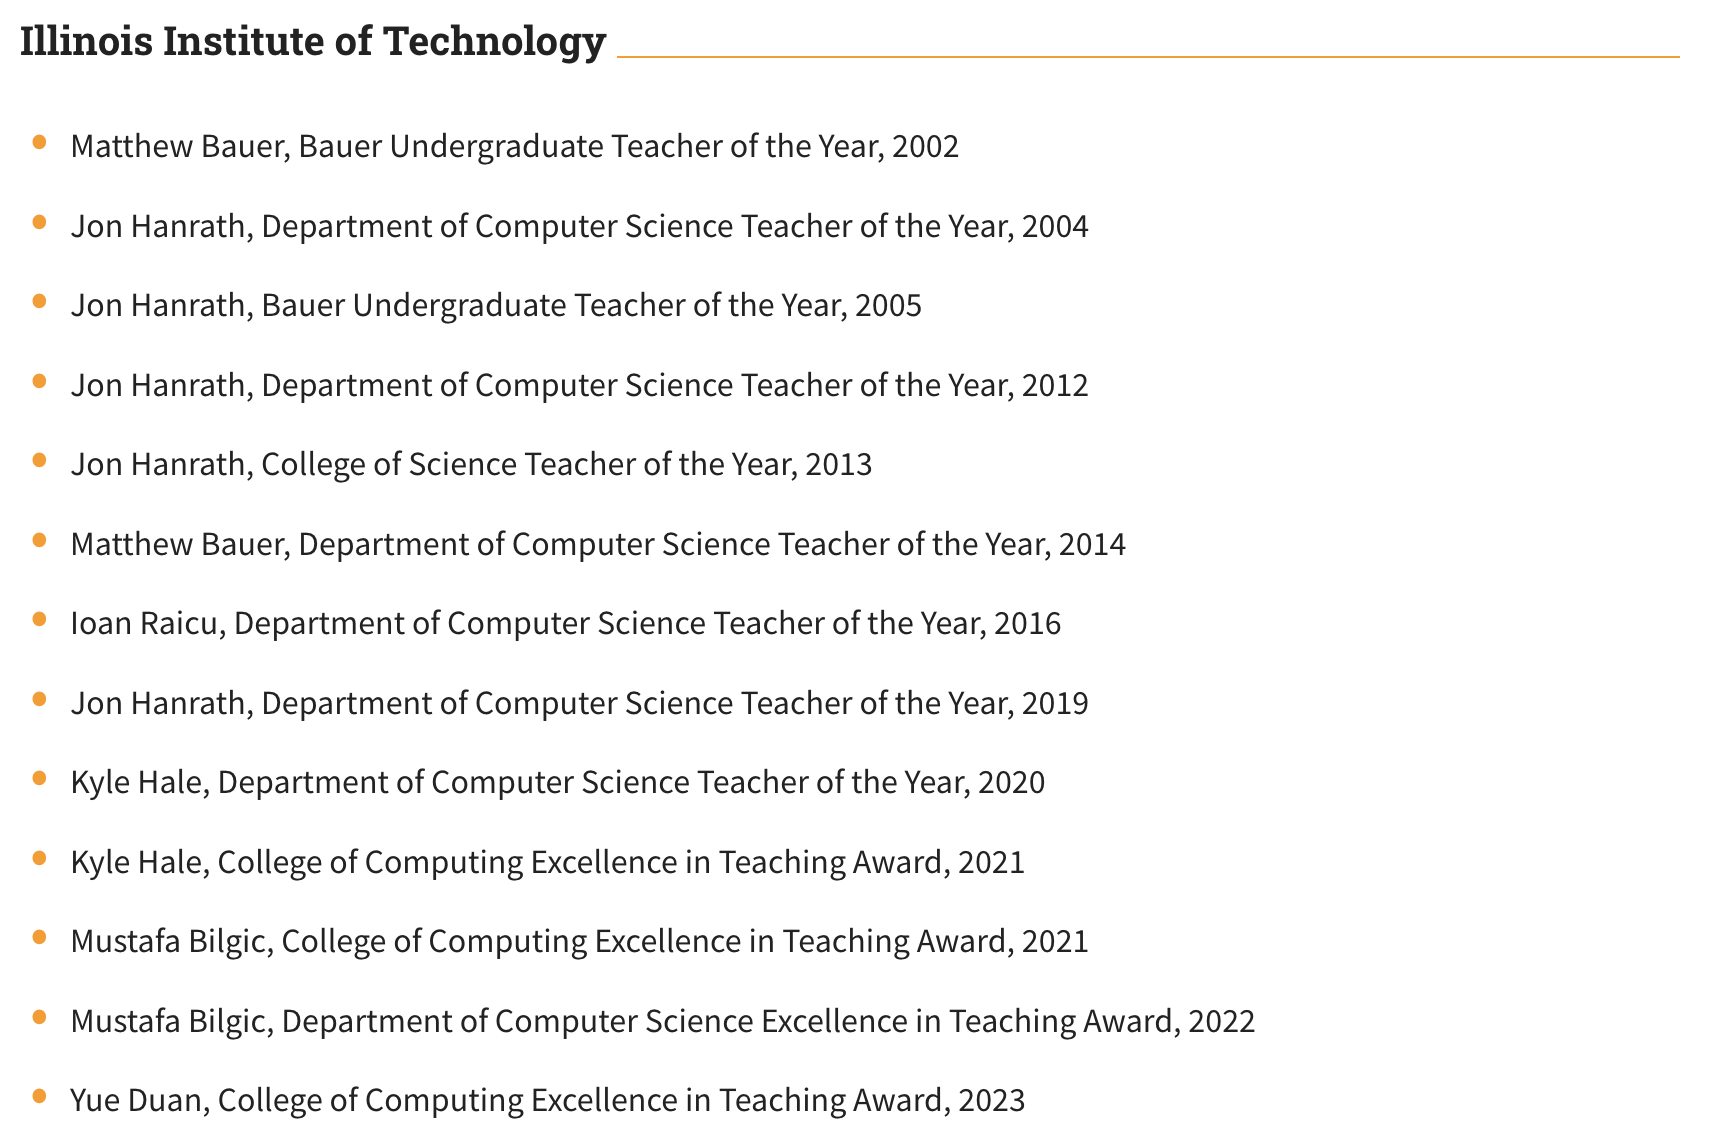 Illinois Institute of Technology
Matthew Bauer, Bauer Undergraduate Teacher of the Year, 2002
Jon Hanrath, Department of Computer Science Teacher of the Year, 2004
Jon Hanrath, Bauer Undergraduate Teacher of the Year, 2005
Jon Hanrath, Department of Computer Science Teacher of the Year, 2012
Jon Hanrath, College of Science Teacher of the Year, 2013
Matthew Bauer, Department of Computer Science Teacher of the Year, 2014
Ioan Raicu, Department of Computer Science Teacher of the Year, 2016
Jon Hanrath, Department of Computer Science Teacher of the Year, 2019
Kyle Hale, Department of Computer Science Teacher of the Year, 2020
Kyle Hale, College of Computing Excellence in Teaching Award, 2021
Mustafa Bilgic, College of Computing Excellence in Teaching Award, 2021
Mustafa Bilgic, Department of Computer Science Excellence in Teaching Award, 2022
Yue Duan, College of Computing Excellence in Teaching Award, 2023